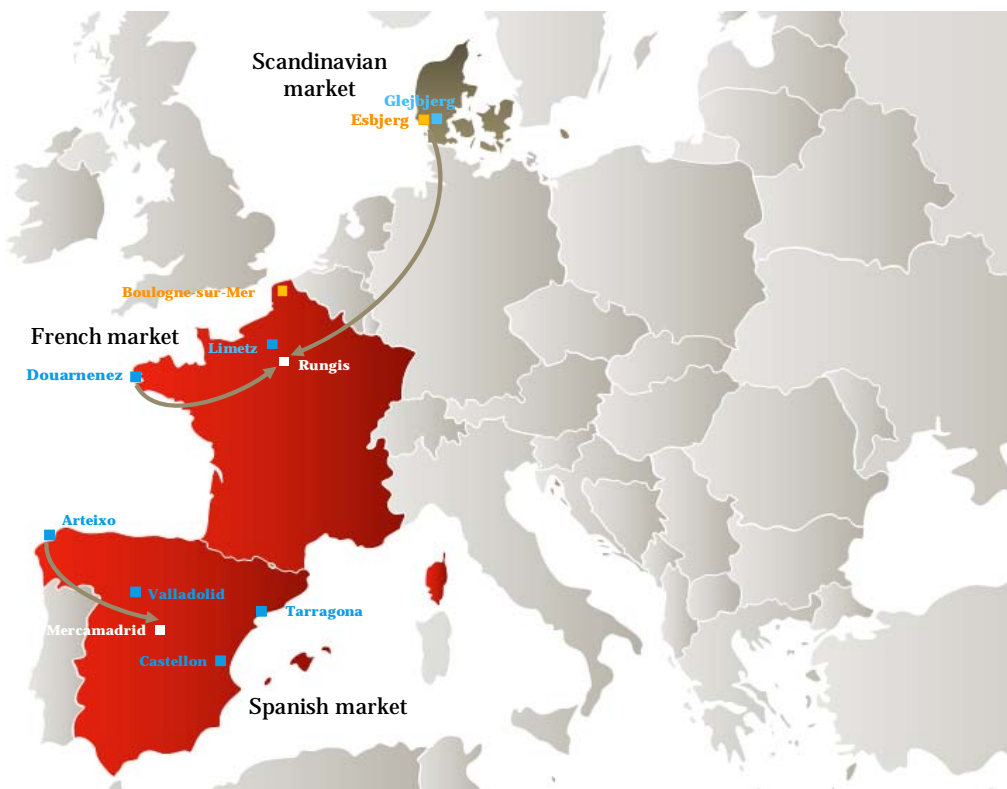 Scandinavian
market
Glejbjerg
Esbjerg
Boulogne-sur-Mer
French market
Limetz
Rungis
Douarnenez
Arteixo
Valladolid
Tarragona
Mercamadrid
Castellon
Spanish market